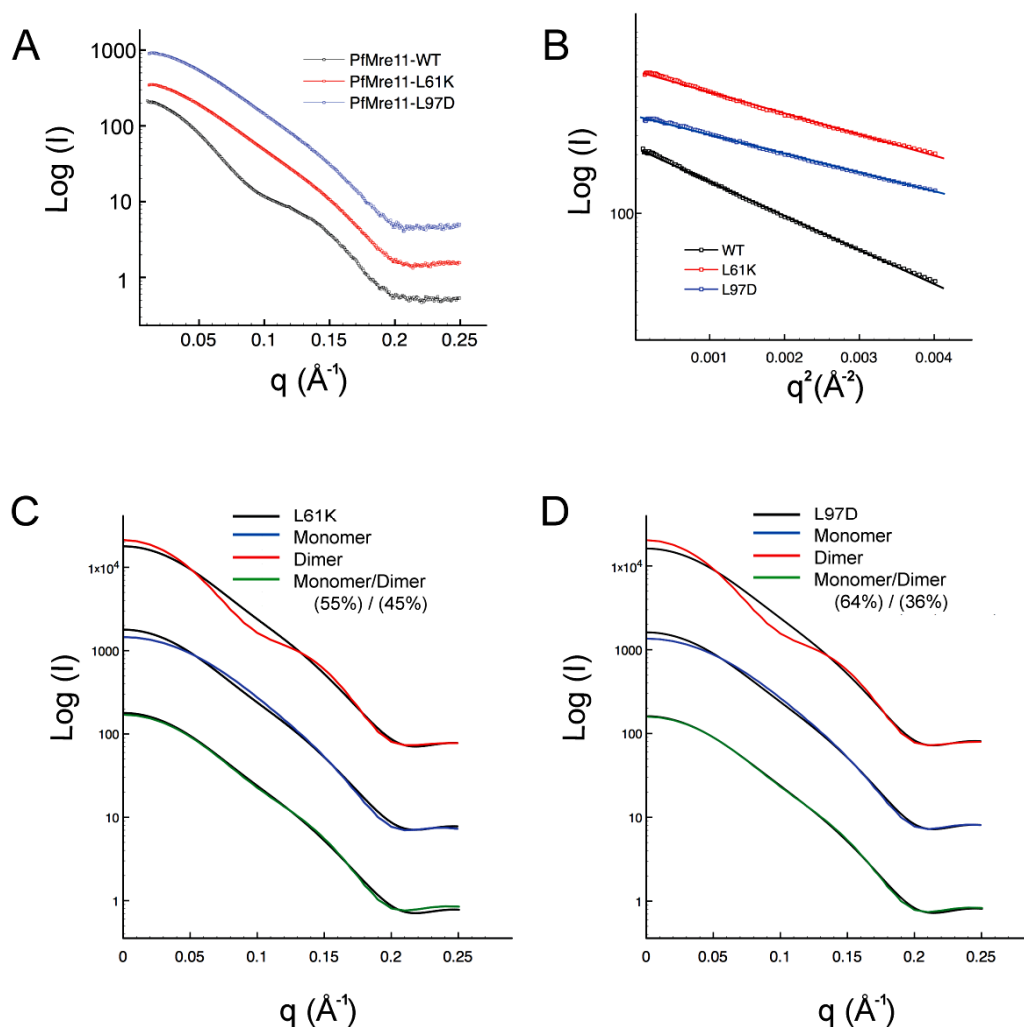 A
1000
100
10
1
Log (I)
PfMre11-WT
PfMre11-L61K
PfMre11-L97D
0.05
0.1
0.15
0.2
0.25
q (Å⁻¹)
B
Log (I)
100
WT
L61K
L97D
0.001
0.002
0.003
0.004
q²(Å⁻²)
C
L61K
Monomer
Dimer
Monomer/Dimer
(55%) / (45%)
Log (I)
1×10⁴
1000
100
10
1
0
0.05
0.1
0.15
0.2
0.25
q (Å⁻¹)
D
L97D
Monomer
Dimer
Monomer/Dimer
(64%) / (36%)
Log (I)
1×10⁴
1000
100
10
1
0
0.05
0.1
0.15
0.2
0.25
q (Å⁻¹)